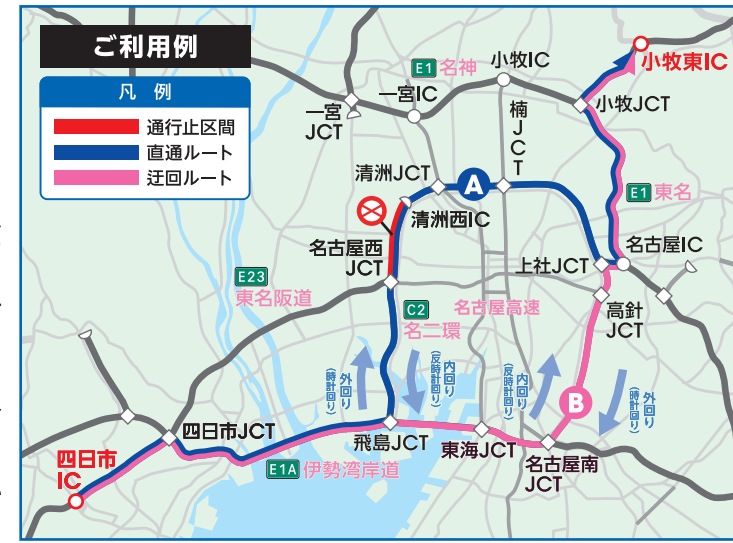 ご利用例
凡 例
通行止区間
直通ルート
迂回ルート
小牧東IC
E1 名神
小牧IC
一宮IC
一宮
JCT
楠JCT
小牧JCT
清洲JCT
A
清洲西IC
E1 東名
名古屋西
JCT
名古屋IC
上社JCT
E23
東名阪道
C2
名二環
名古屋高速
高針
JCT
外回り
(時計回り)
内回り
(反時計回り)
内回り
(反時計回り)
外回り
(時計回り)
B
四日市JCT
飛島JCT
東海JCT
名古屋南
JCT
四日市
IC
E1A 伊勢湾岸道